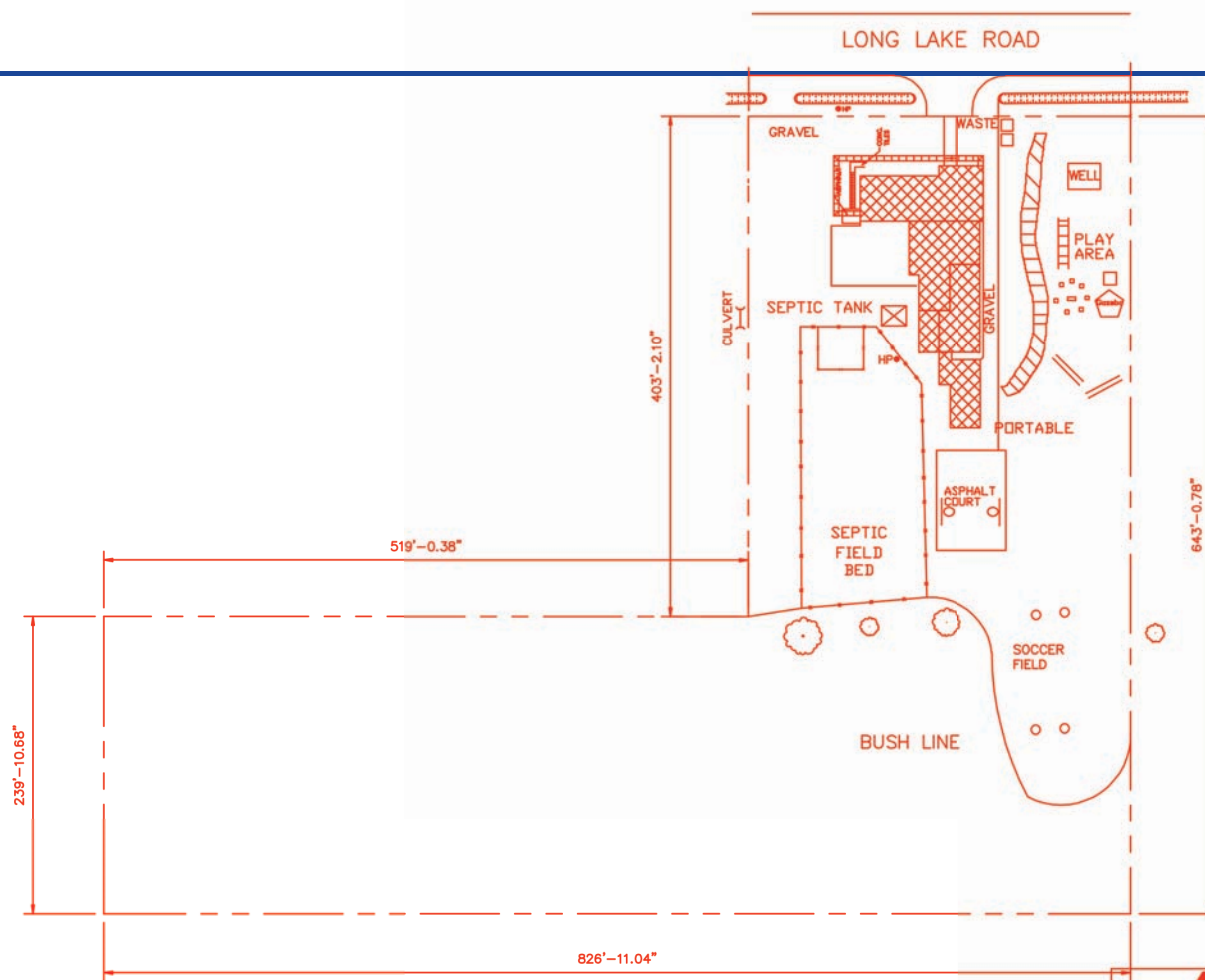 LONG LAKE ROAD
GRAVEL
WASTE
WELL
PLAY
AREA
Gazebo
GRAVEL
CULVERT
SEPTIC TANK
HP
403'-2.10"
PORTABLE
ASPHALT
COURT
643'-0.78"
SEPTIC
FIELD
BED
519'-0.38"
SOCCER
FIELD
BUSH LINE
239'-10.68"
826'-11.04"